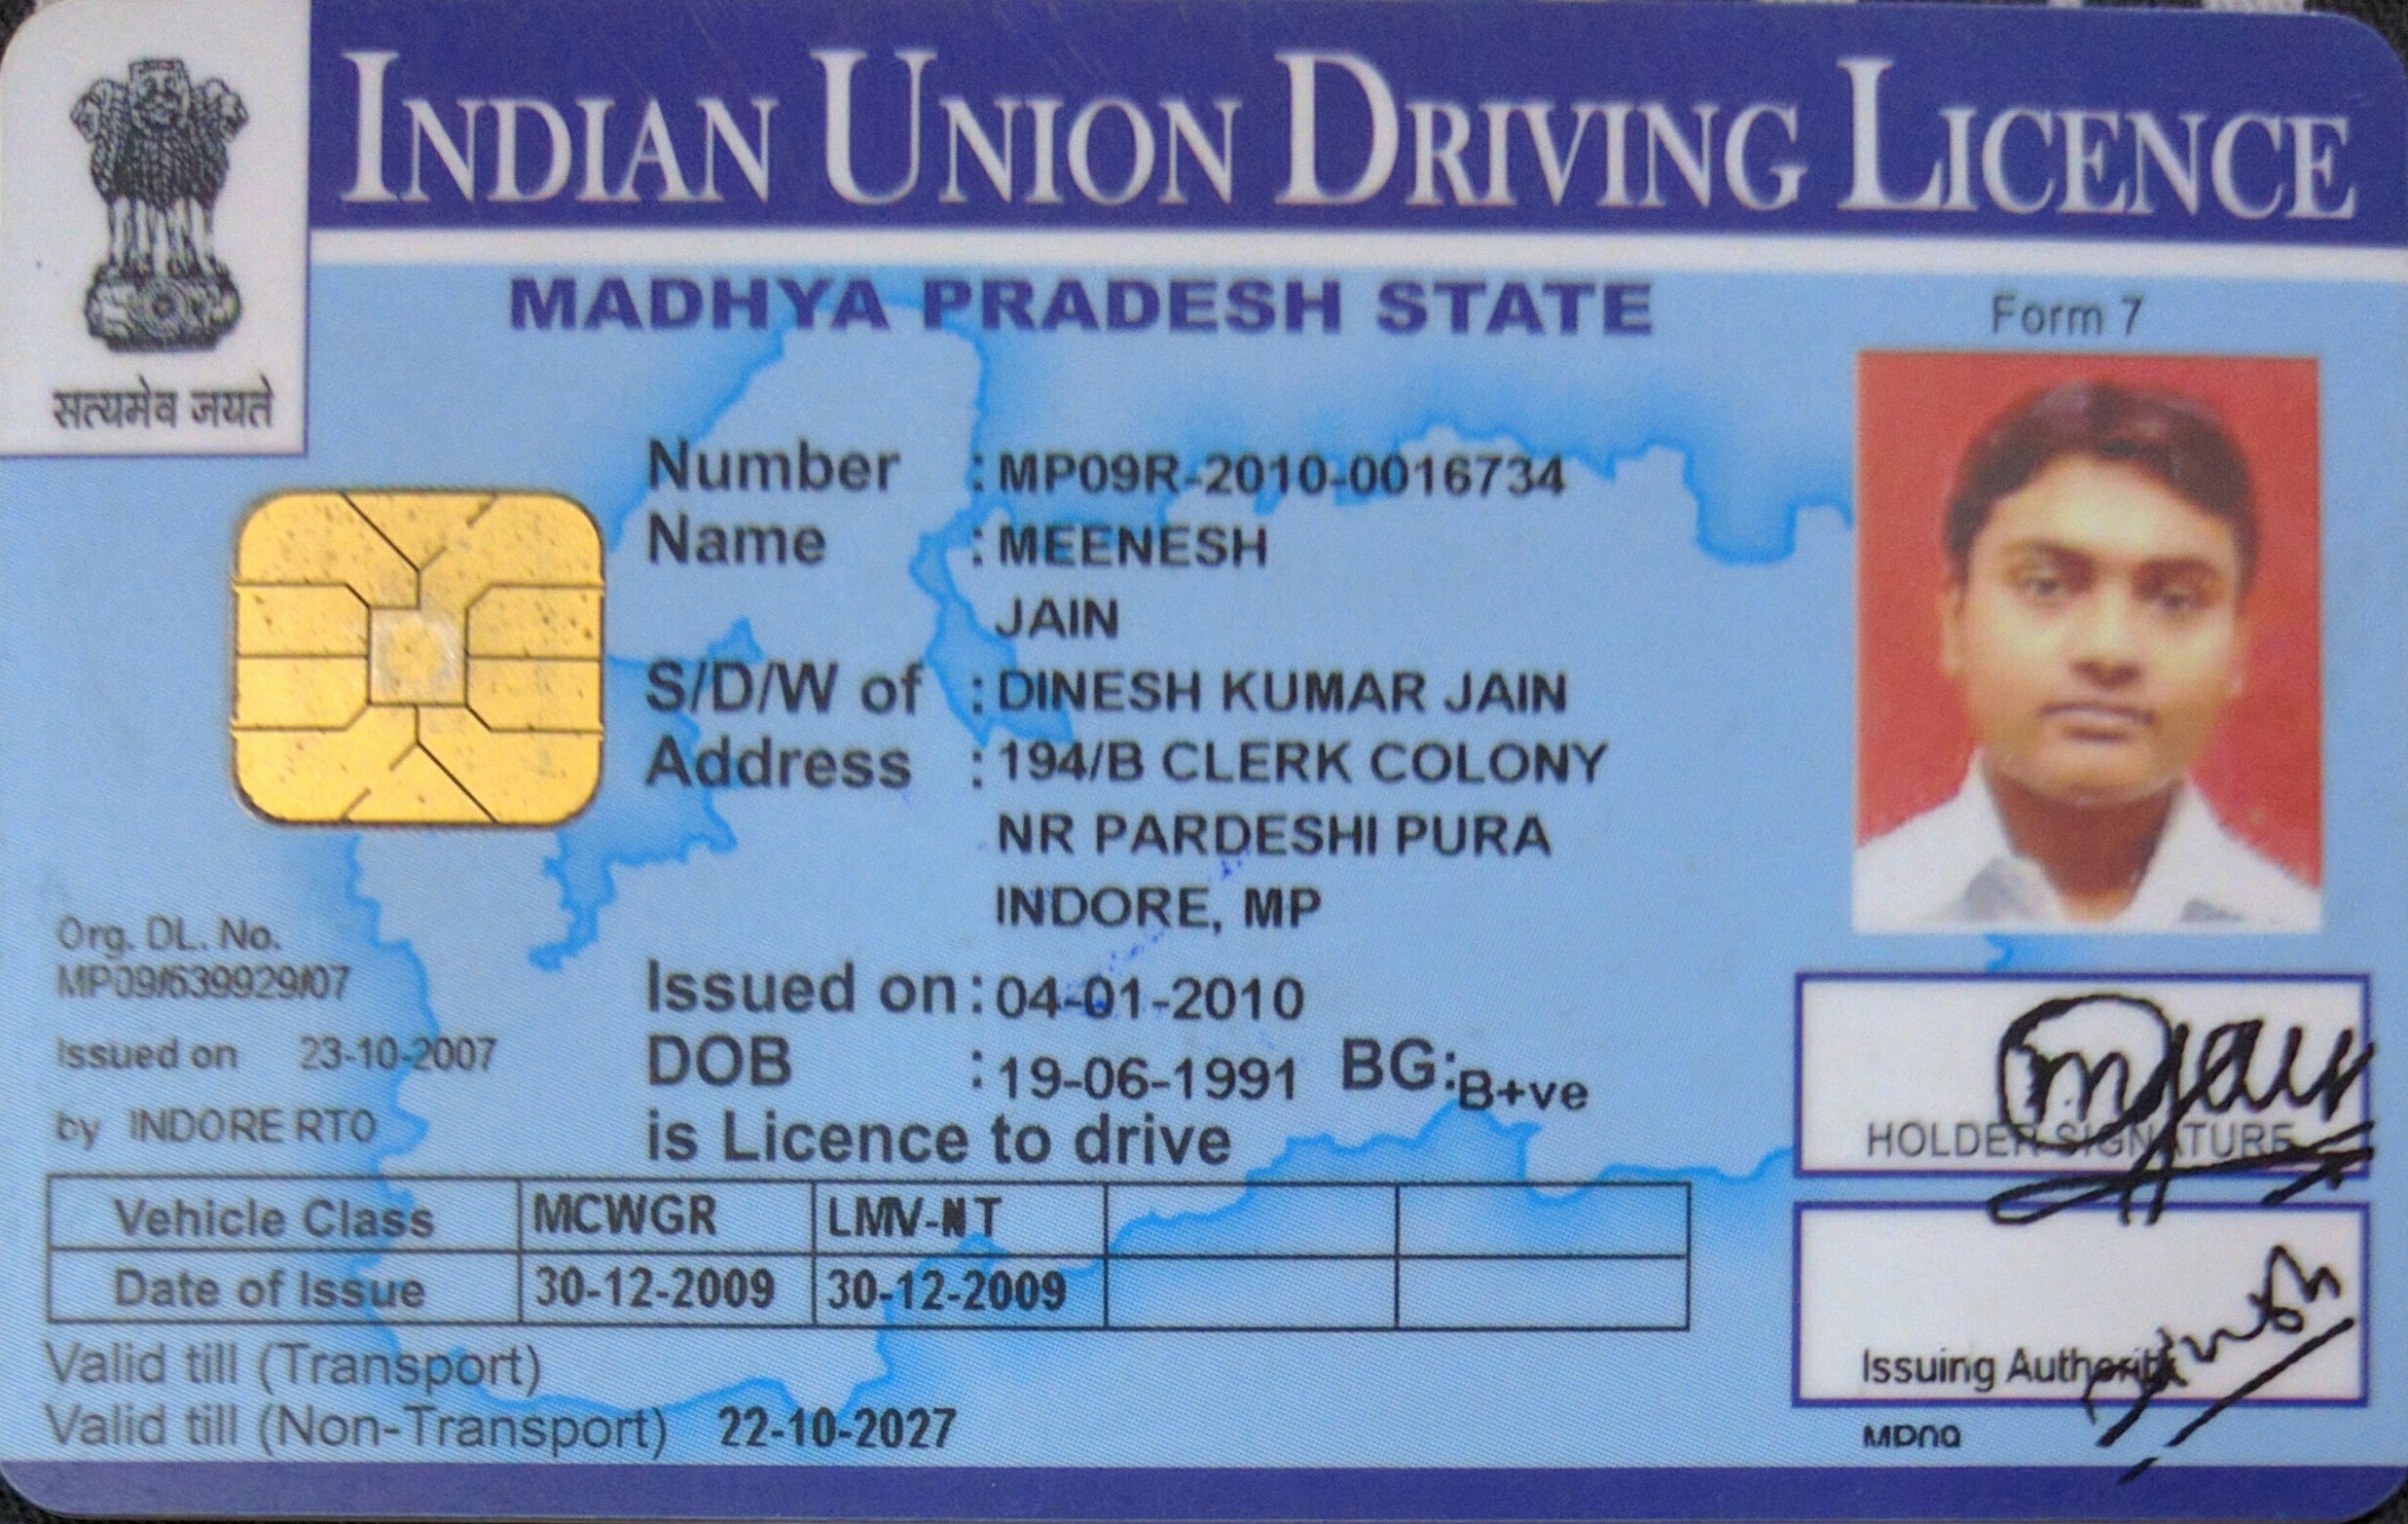 INDIAN UNION DRIVING LICENCE
सत्यमेव जयते
MADHYA PRADESH STATE
Form 7
Number : MP09R-2010-0016734
Name : MEENESH
JAIN
S/D/W of : DINESH KUMAR JAIN
Address : 194/B CLERK COLONY
NR PARDESHI PURA
INDORE, MP
Org. DL. No.
MP09/639929/07
Issued on 23-10-2007
by INDORE RTO
Issued on : 04-01-2010
DOB : 19-06-1991 BG: B+ve
is Licence to drive
HOLDER SIGNATURE
Vehicle Class MCWGR LMV-NT
Date of Issue 30-12-2009 30-12-2009
Valid till (Transport)
Valid till (Non-Transport) 22-10-2027
Issuing Authority
MP09